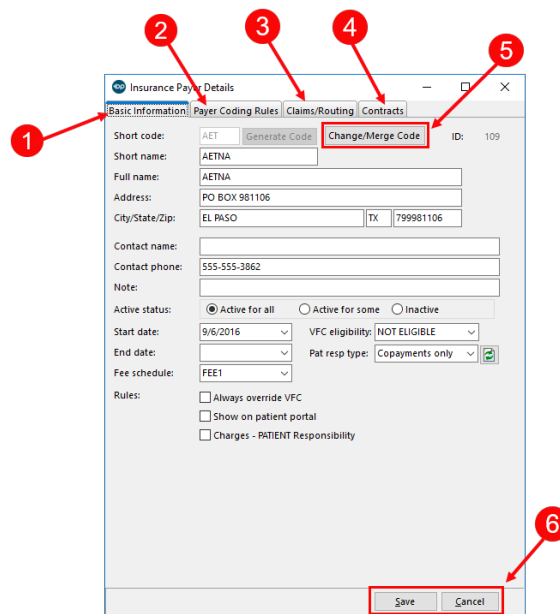 2
3
4
5
1
6
Insurance Payer Details
Basic Information Payer Coding Rules Claims/Routing Contracts
Short code: AET Generate Code Change/Merge Code ID: 109
Short name: AETNA
Full name: AETNA
Address: PO BOX 981106
City/State/Zip: EL PASO TX 799981106
Contact name:
Contact phone: 555-555-3862
Note:
Active status: Active for all Active for some Inactive
Start date: 9/6/2016 VFC eligibility: NOT ELIGIBLE
End date: Pat resp type: Copayments only
Fee schedule: FEE1
Rules: Always override VFC
Show on patient portal
Charges - PATIENT Responsibility
Save Cancel